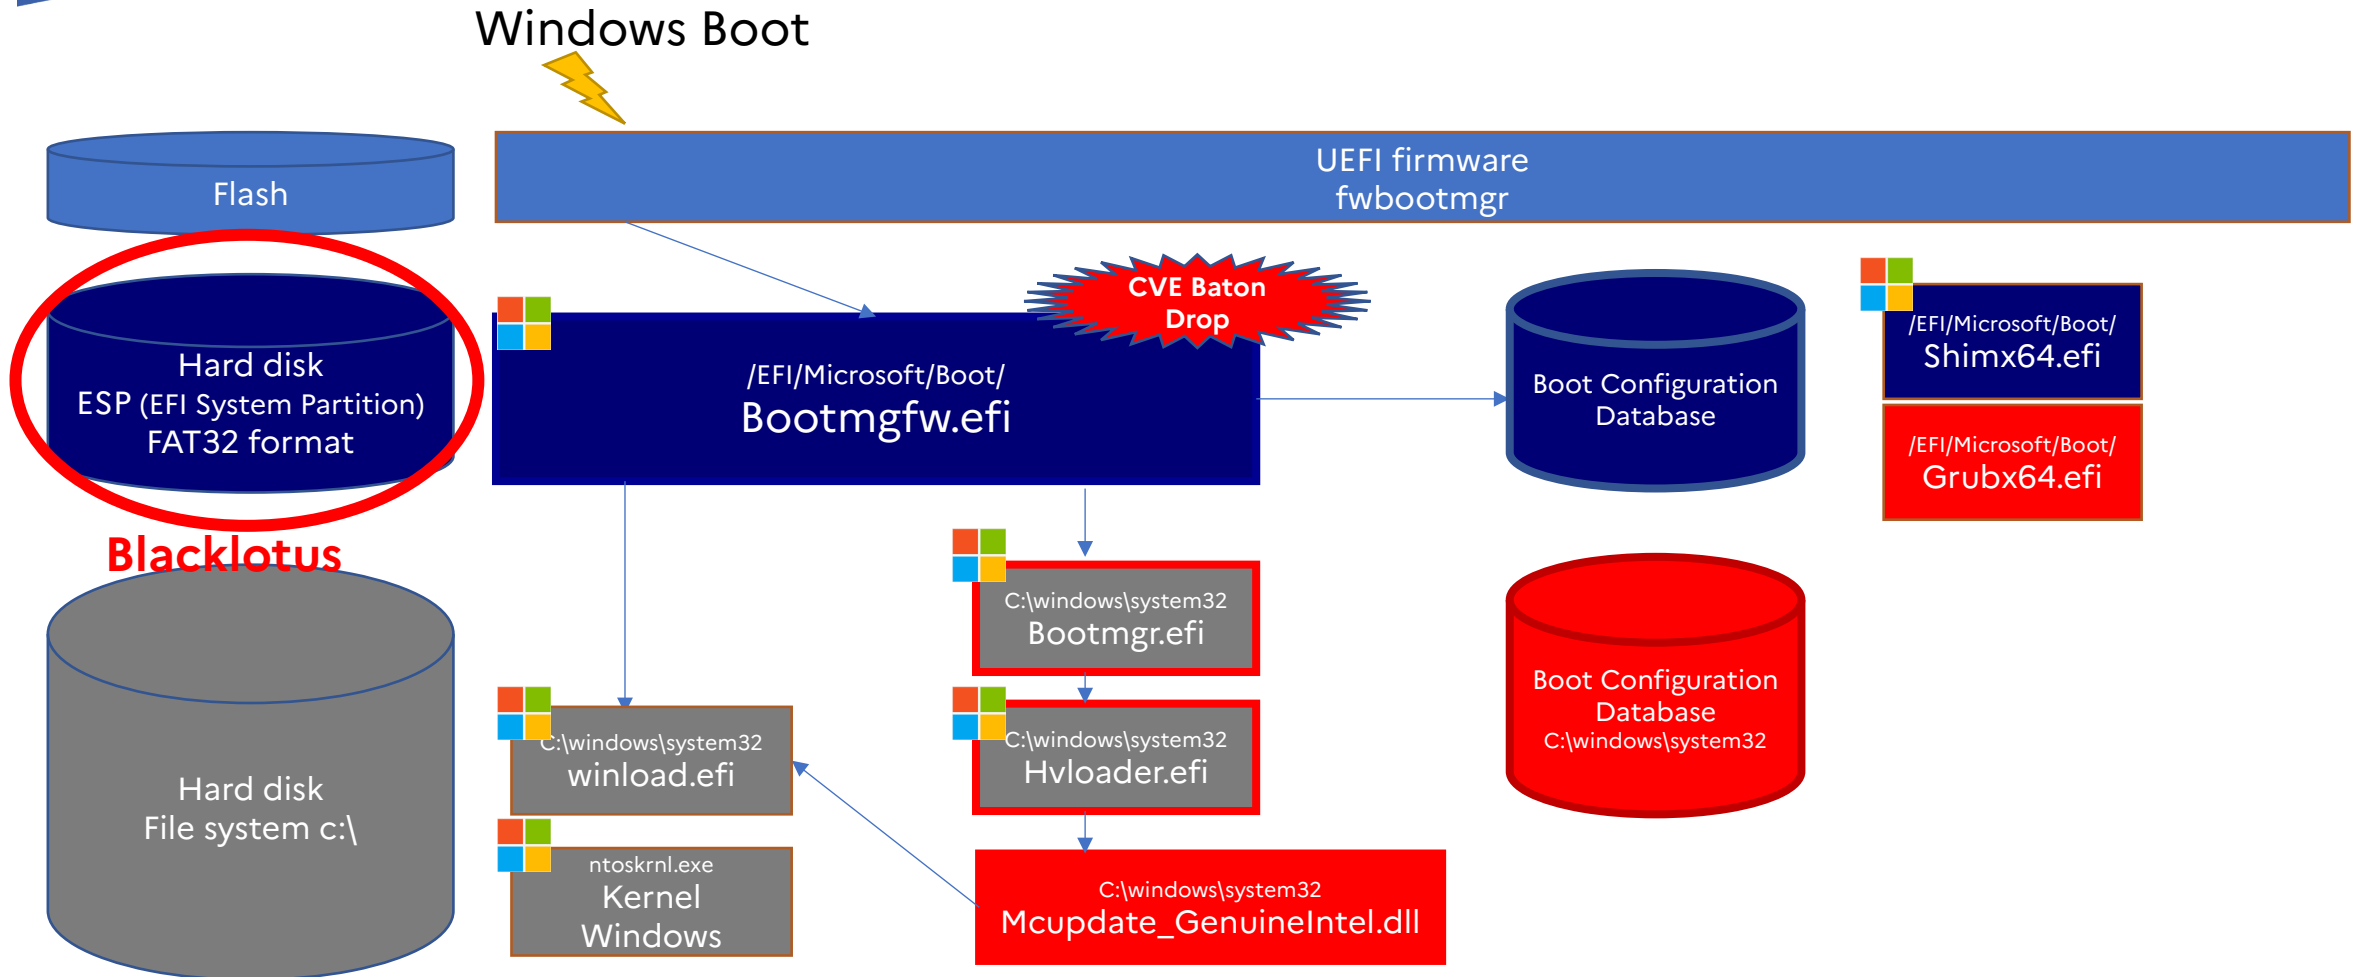 Windows Boot
Flash
UEFI firmware
fwbootmgr
Hard disk
ESP (EFI System Partition)
FAT32 format
Blacklotus
Hard disk
File system c:\
/EFI/Microsoft/Boot/
Bootmgfw.efi
CVE Baton
Drop
Boot Configuration
Database
/EFI/Microsoft/Boot/
Shimx64.efi
/EFI/Microsoft/Boot/
Grubx64.efi
C:\windows\system32
Bootmgr.efi
C:\windows\system32
winload.efi
C:\windows\system32
Hvloader.efi
Boot Configuration
Database
C:\windows\system32
ntoskrnl.exe
Kernel
Windows
C:\windows\system32
Mcupdate_GenuineIntel.dll